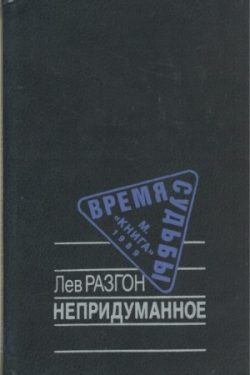 ВРЕМЯ
СУДЬБЫ
М.
«КНИГА»
1989
Лев РАЗГОН
НЕПРИДУМАННОЕ